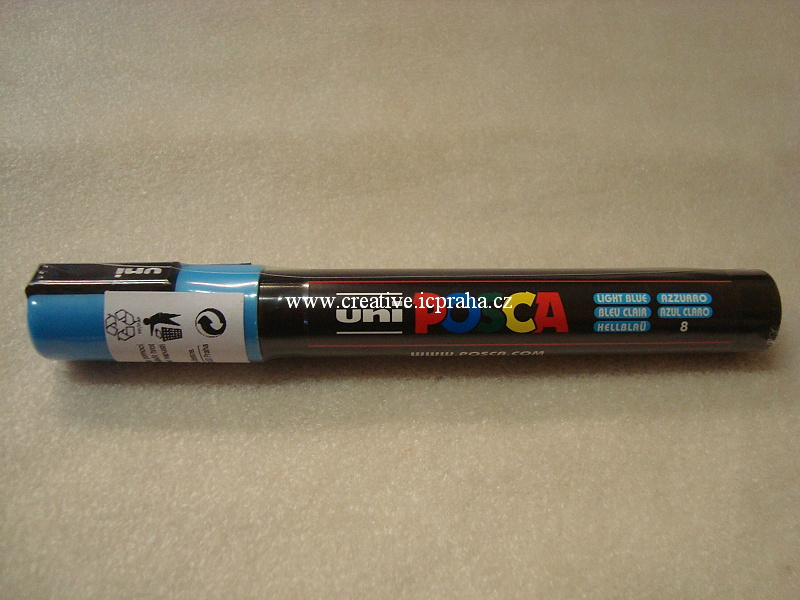 uni
www.creative.icpraha.cz
uni POSCA
LIGHT BLUE AZZURRO
BLEU CLAIR AZUL CLARO
HELLBLAU 8
WWW.POSCA.COM
Praha